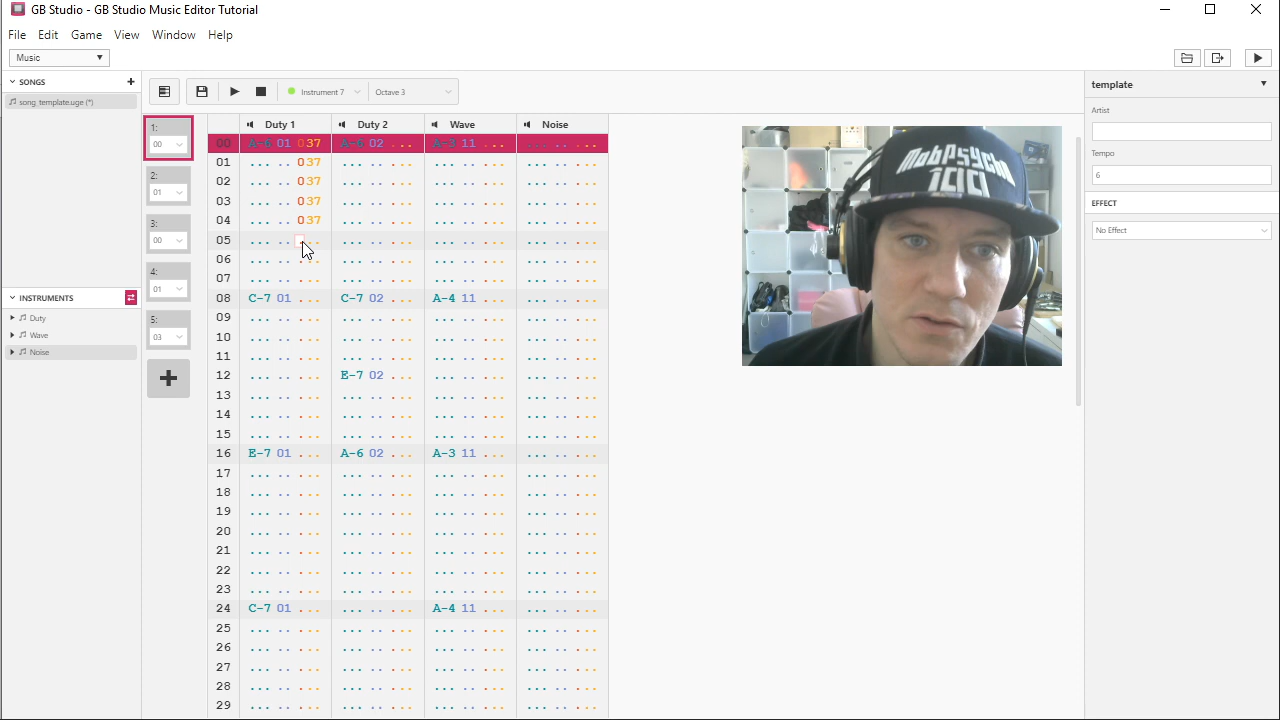 GB Studio - GB Studio Music Editor Tutorial
File Edit Game View Window Help
Music
SONGS
song_template.uge (*)
Instrument 7 Octave 3
template
Artist
Tempo
6
EFFECT
No Effect
INSTRUMENTS
Duty
Wave
Noise
1:
00
2:
01
3:
00
4:
01
5:
03
Duty 1 Duty 2 Wave Noise
00 A-6 01 037 A-6 02 ... A-3 11 ... ... .. ...
01 ... .. 037 ... .. ... ... .. ... ... .. ...
02 ... .. 037 ... .. ... ... .. ... ... .. ...
03 ... .. 037 ... .. ... ... .. ... ... .. ...
04 ... .. 037 ... .. ... ... .. ... ... .. ...
05 ... .. ... ... .. ... ... .. ... ... .. ...
06 ... .. ... ... .. ... ... .. ... ... .. ...
07 ... .. ... ... .. ... ... .. ... ... .. ...
08 C-7 01 ... C-7 02 ... A-4 11 ... ... .. ...
09 ... .. ... ... .. ... ... .. ... ... .. ...
10 ... .. ... ... .. ... ... .. ... ... .. ...
11 ... .. ... ... .. ... ... .. ... ... .. ...
12 ... .. ... E-7 02 ... ... .. ... ... .. ...
13 ... .. ... ... .. ... ... .. ... ... .. ...
14 ... .. ... ... .. ... ... .. ... ... .. ...
15 ... .. ... ... .. ... ... .. ... ... .. ...
16 E-7 01 ... A-6 02 ... A-3 11 ... ... .. ...
17 ... .. ... ... .. ... ... .. ... ... .. ...
18 ... .. ... ... .. ... ... .. ... ... .. ...
19 ... .. ... ... .. ... ... .. ... ... .. ...
20 ... .. ... ... .. ... ... .. ... ... .. ...
21 ... .. ... ... .. ... ... .. ... ... .. ...
22 ... .. ... ... .. ... ... .. ... ... .. ...
23 ... .. ... ... .. ... ... .. ... ... .. ...
24 C-7 01 ... ... .. ... A-4 11 ... ... .. ...
25 ... .. ... ... .. ... ... .. ... ... .. ...
26 ... .. ... ... .. ... ... .. ... ... .. ...
27 ... .. ... ... .. ... ... .. ... ... .. ...
28 ... .. ... ... .. ... ... .. ... ... .. ...
29 ... .. ... ... .. ... ... .. ... ... .. ...
MobPsycho